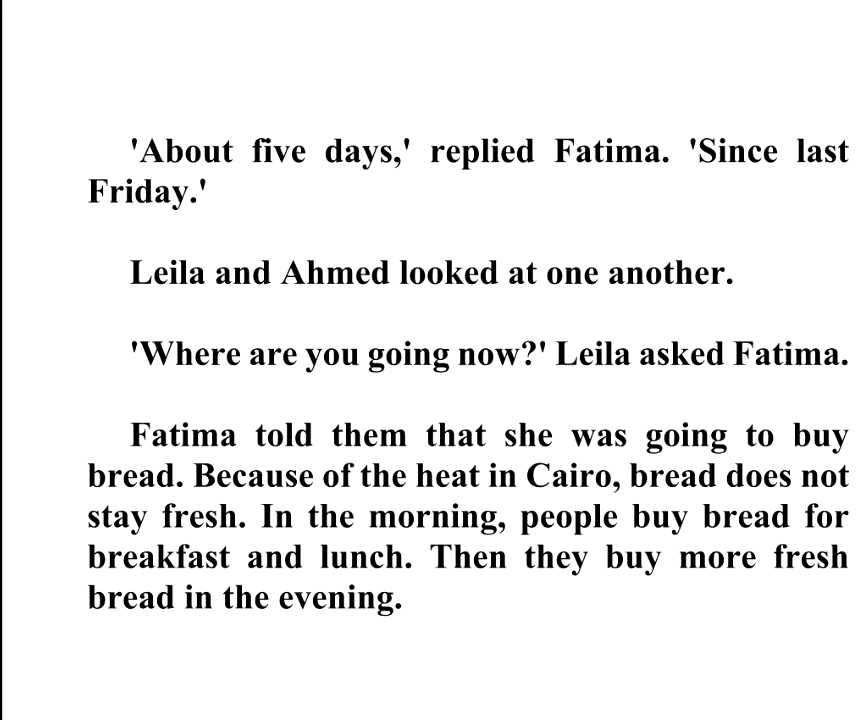 'About five days,' replied Fatima. 'Since last
Friday.'
Leila and Ahmed looked at one another.
'Where are you going now?' Leila asked Fatima.
Fatima told them that she was going to buy
bread. Because of the heat in Cairo, bread does not
stay fresh. In the morning, people buy bread for
breakfast and lunch. Then they buy more fresh
bread in the evening.